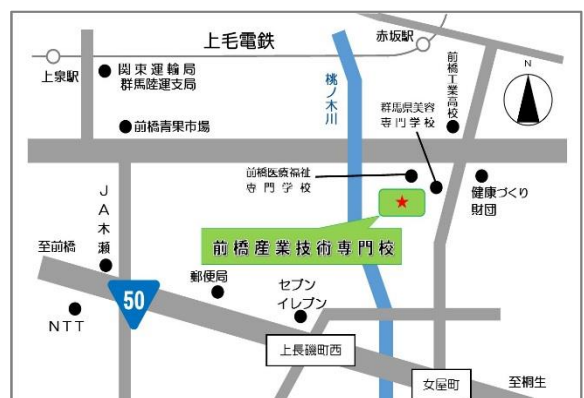 上毛電鉄
赤坂駅
上泉駅
関東運輸局
群馬陸運支局
桃ノ木川
前橋工業高校
N
群馬県美容
専門学校
前橋青果市場
前橋医療福祉
専門学校
健康づくり
財団
JA木瀬
前橋産業技術専門校
至前橋
郵便局
セブン
イレブン
50
NTT
上長磯町西
女屋町
至桐生